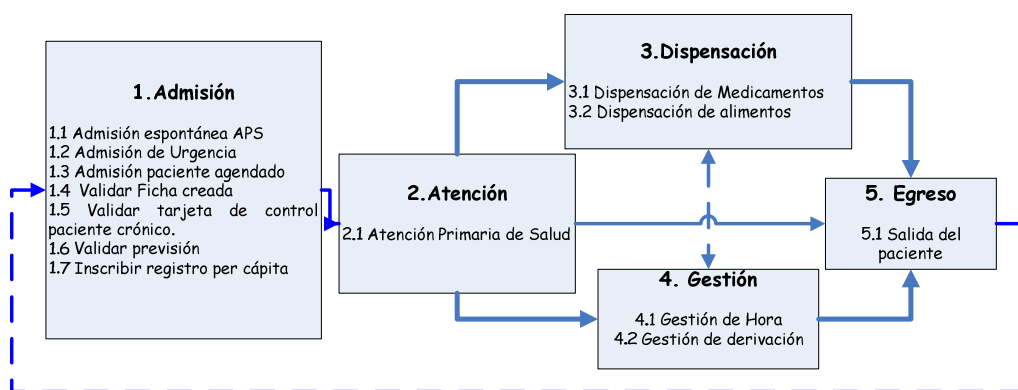 1.Admisión
1.1 Admisión espontánea APS
1.2 Admisión de Urgencia
1.3 Admisión paciente agendado
1.4 Validar Ficha creada
1.5 Validar tarjeta de control
paciente crónico.
1.6 Validar previsión
1.7 Inscribir registro per cápita
2.Atención
2.1 Atención Primaria de Salud
3.Dispensación
3.1 Dispensación de Medicamentos
3.2 Dispensación de alimentos
4. Gestión
4.1 Gestión de Hora
4.2 Gestión de derivación
5. Egreso
5.1 Salida del
paciente